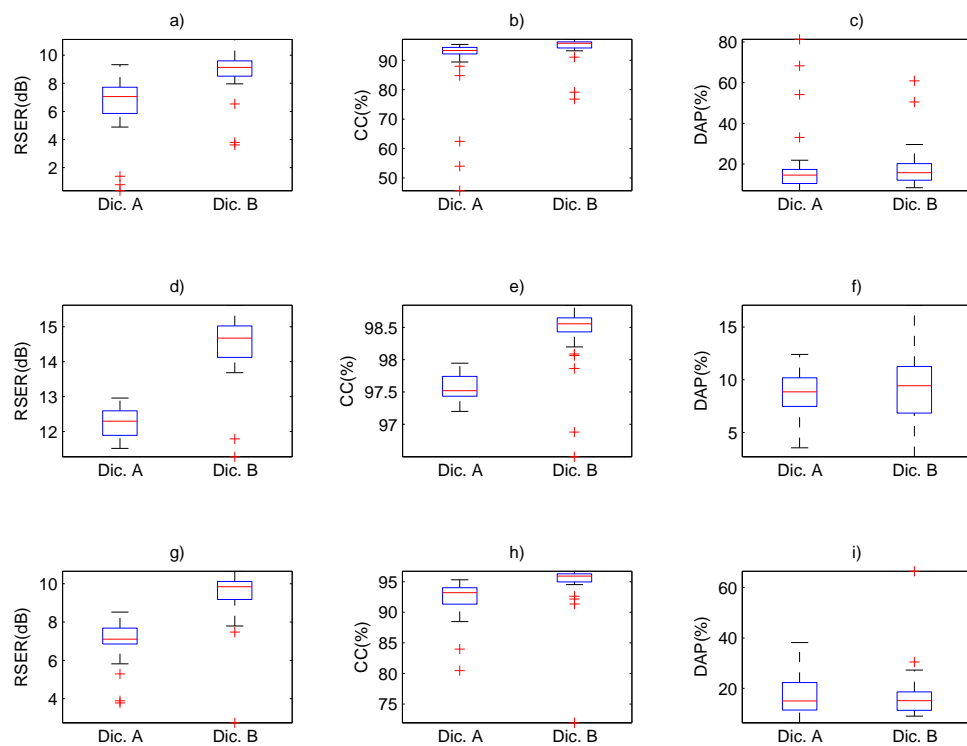 a)
RSER(dB)
10
8
6
4
2
Dic. A
Dic. B
b)
CC(%)
90
80
70
60
50
Dic. A
Dic. B
c)
DAP(%)
80
60
40
20
Dic. A
Dic. B
d)
RSER(dB)
15
14
13
12
Dic. A
Dic. B
e)
CC(%)
98.5
98
97.5
97
Dic. A
Dic. B
f)
DAP(%)
15
10
5
Dic. A
Dic. B
g)
RSER(dB)
10
8
6
4
Dic. A
Dic. B
h)
CC(%)
95
90
85
80
75
Dic. A
Dic. B
i)
DAP(%)
60
40
20
Dic. A
Dic. B